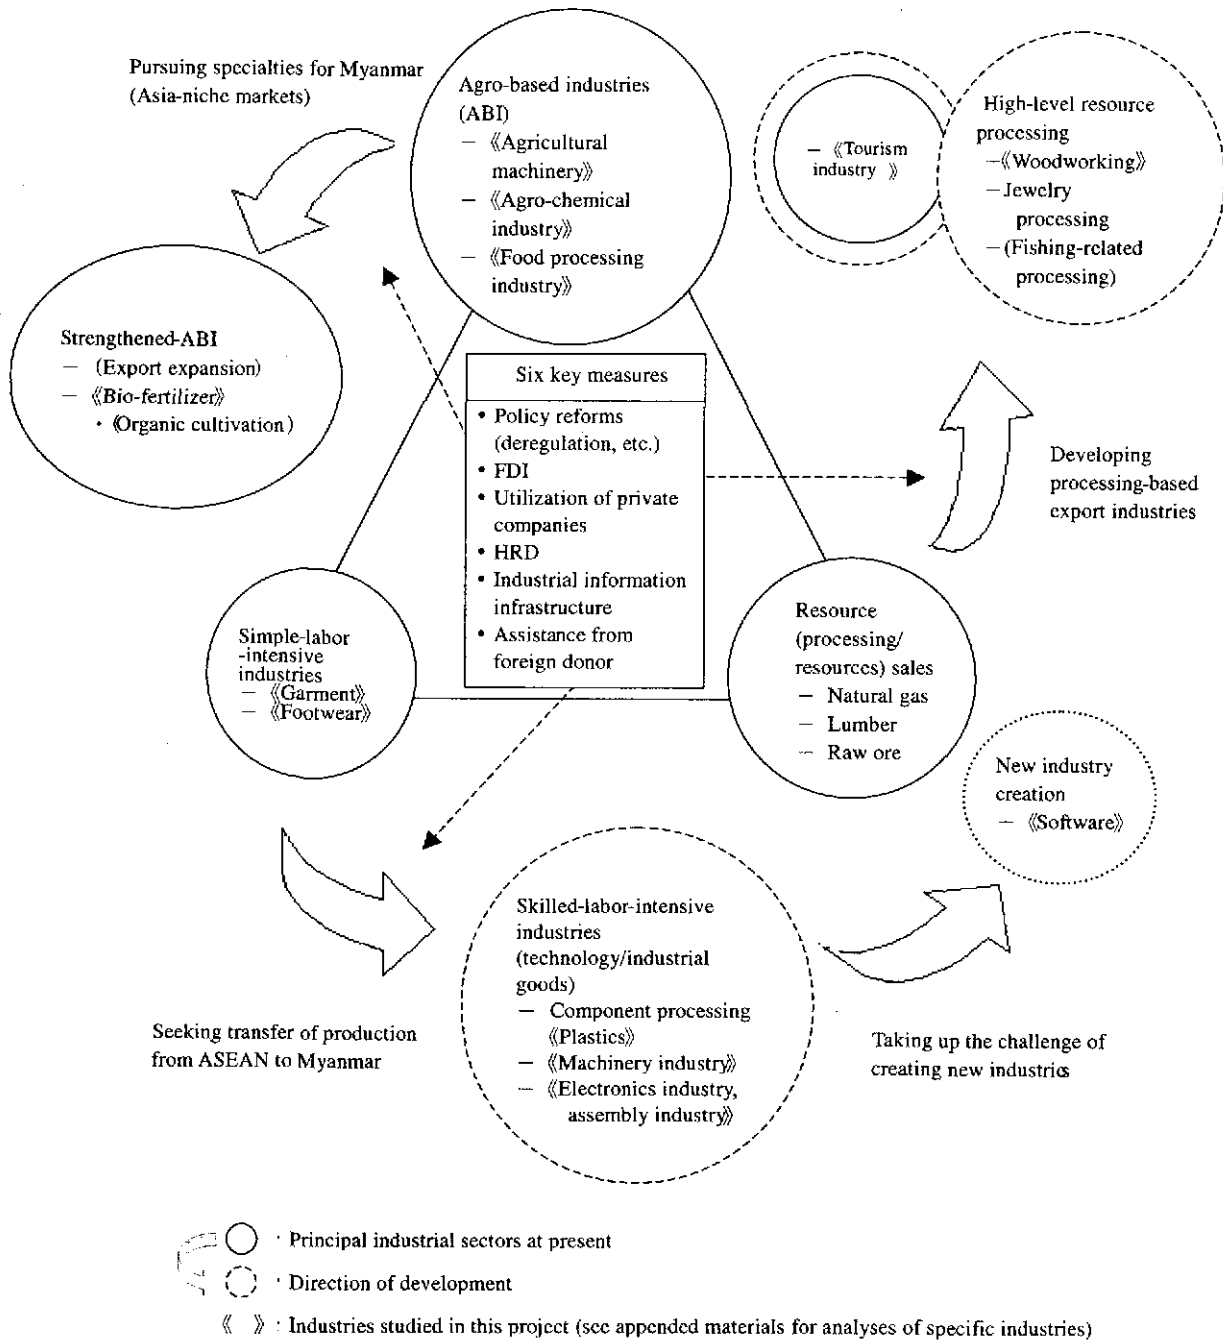 Pursuing specialties for Myanmar
(Asia-niche markets)
Agro-based industries
(ABI)
— 《Agricultural
machinery》
— 《Agro-chemical
industry》
— 《Food processing
industry》
— 《Tourism
industry 》
High-level resource
processing
—《Woodworking》
—Jewelry
processing
—(Fishing-related
processing)
Strengthened-ABI
— (Export expansion)
— 《Bio-fertilizer》
・(Organic cultivation)
Six key measures
• Policy reforms
(deregulation, etc.)
• FDI
• Utilization of private
companies
• HRD
• Industrial information
infrastructure
• Assistance from
foreign donor
Developing
processing-based
export industries
Simple-labor
-intensive
industries
— 《Garment》
— 《Footwear》
Resource
(processing/
resources) sales
— Natural gas
— Lumber
— Raw ore
New industry
creation
— 《Software》
Skilled-labor-intensive
industries
(technology/industrial
goods)
— Component processing
《Plastics》
— 《Machinery industry》
— 《Electronics industry,
assembly industry》
Seeking transfer of production
from ASEAN to Myanmar
Taking up the challenge of
creating new industries
: Principal industrial sectors at present
: Direction of development
《 》 : Industries studied in this project (see appended materials for analyses of specific industries)